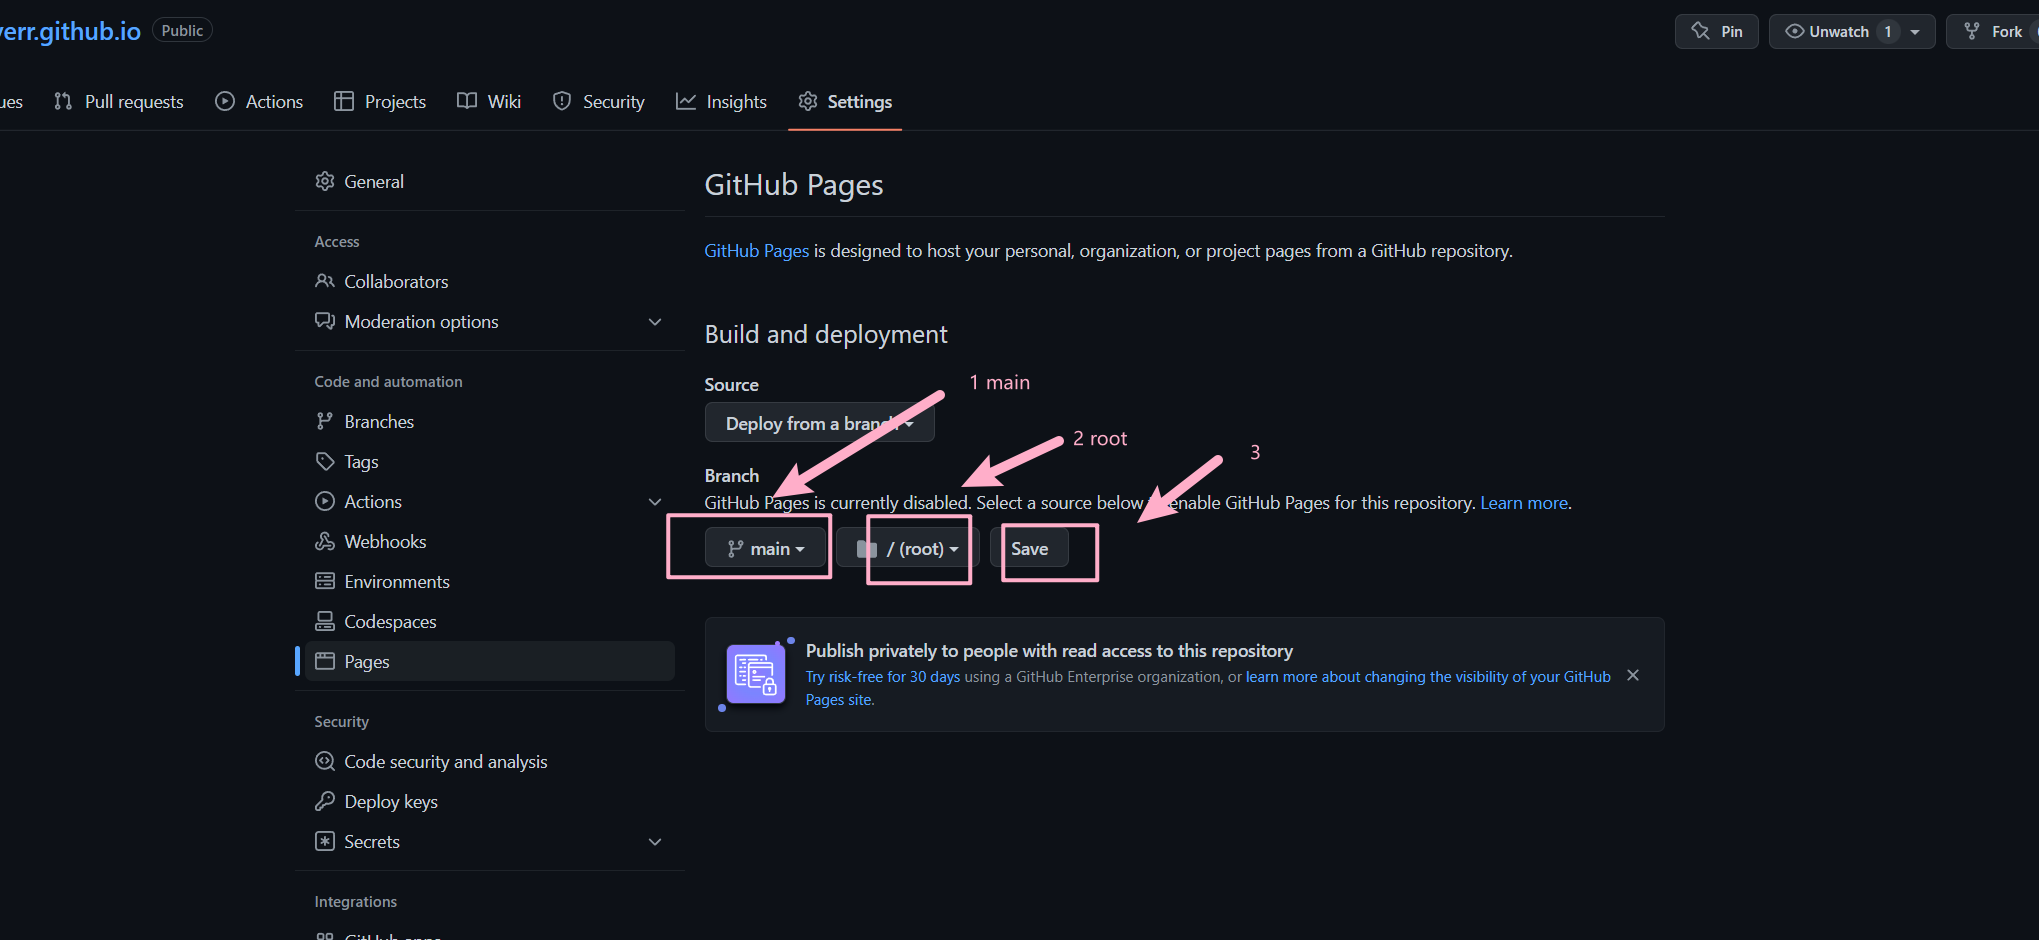 verr.github.io Public Pin Unwatch 1 Fork
ues Pull requests Actions Projects Wiki Security Insights Settings
General
Access
Collaborators
Moderation options
Code and automation
Branches
Tags
Actions
Webhooks
Environments
Codespaces
Pages
Security
Code security and analysis
Deploy keys
Secrets
Integrations
GitHub apps
GitHub Pages
GitHub Pages is designed to host your personal, organization, or project pages from a GitHub repository.
Build and deployment
Source
1 main
Deploy from a branch
2 root
3
Branch
GitHub Pages is currently disabled. Select a source below enable GitHub Pages for this repository. Learn more.
main / (root) Save
Publish privately to people with read access to this repository
Try risk-free for 30 days using a GitHub Enterprise organization, or learn more about changing the visibility of your GitHub
Pages site.